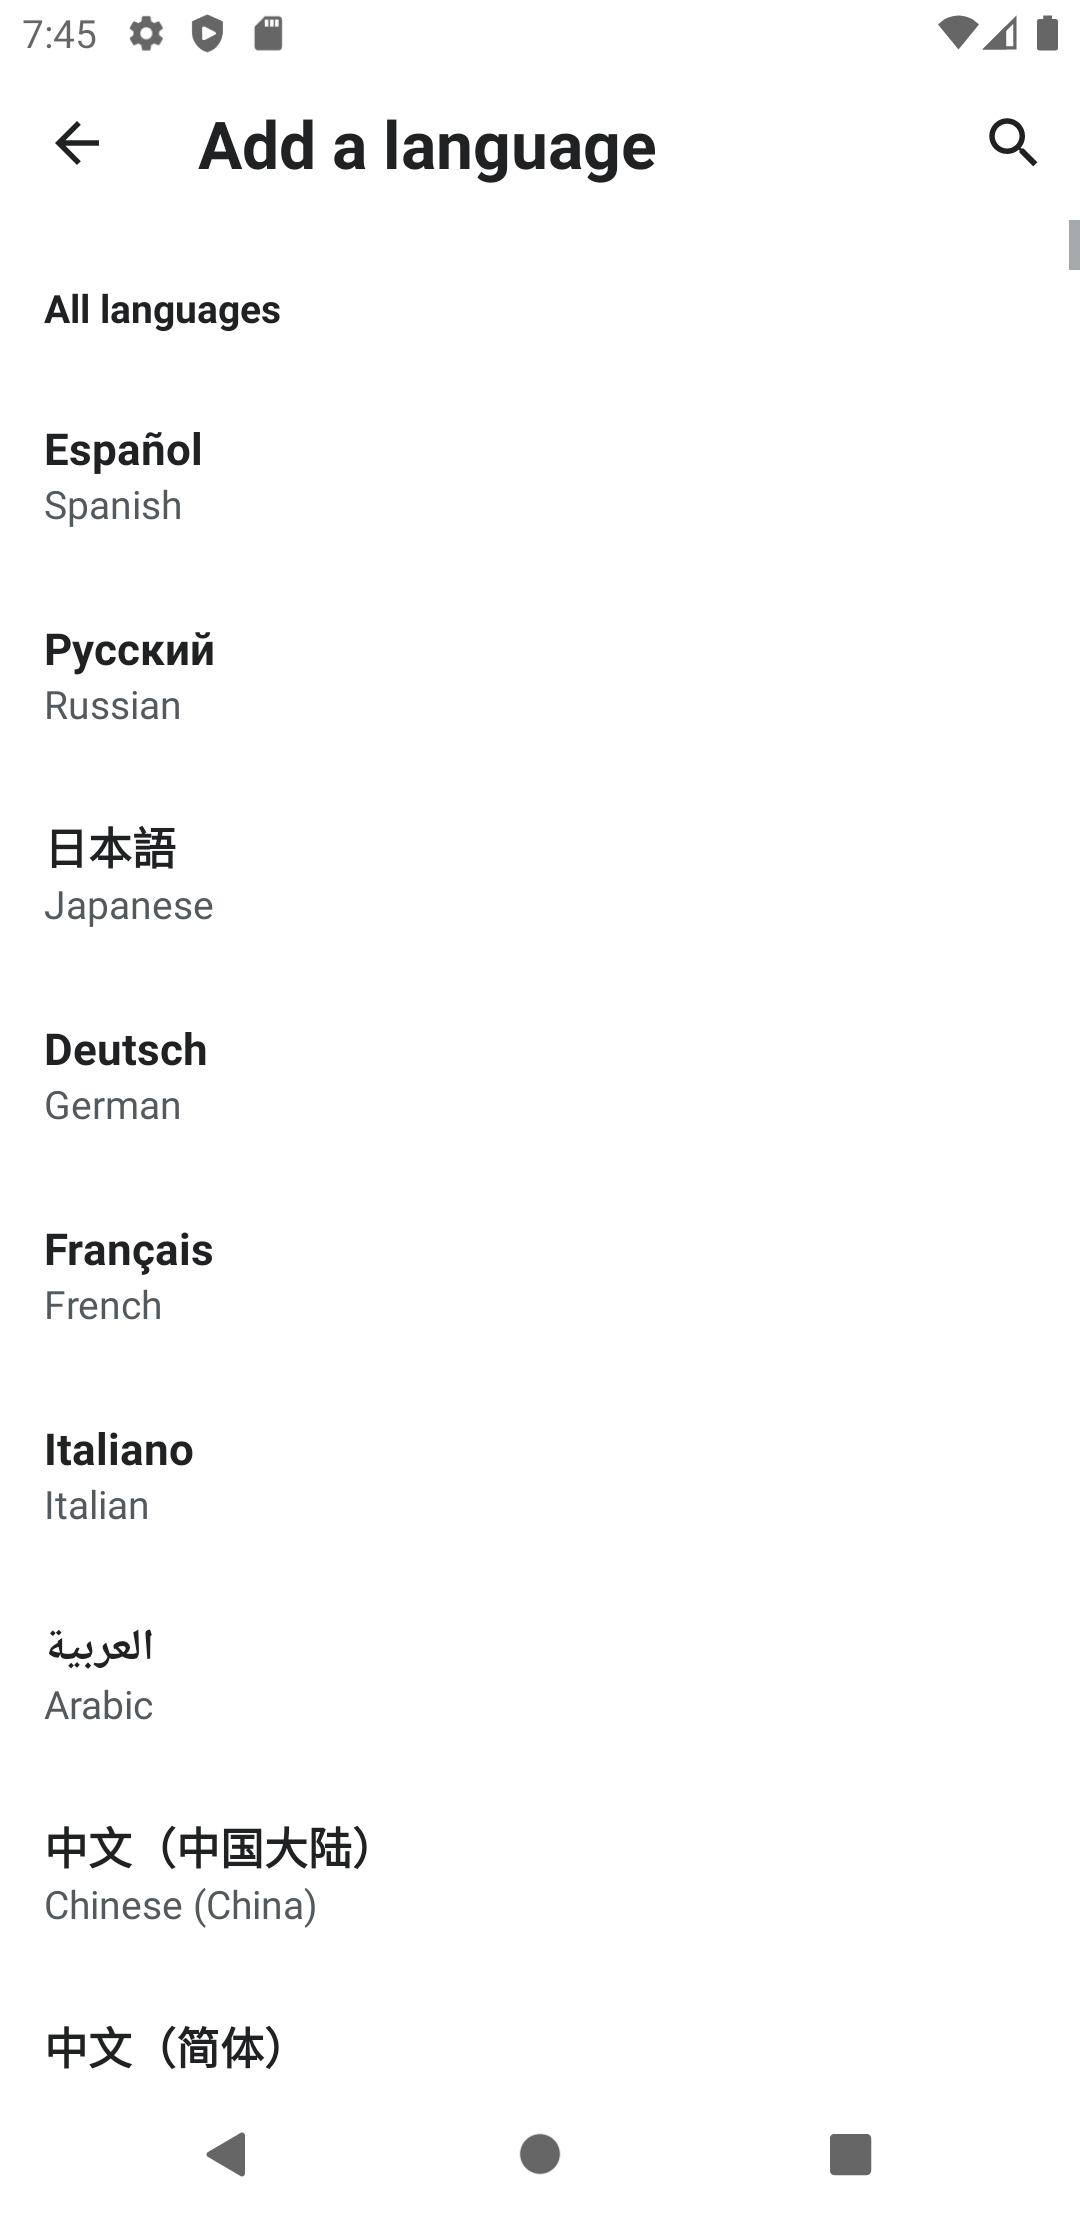 7:45
Add a language
All languages
Español
Spanish
Русский
Russian
日本語
Japanese
Deutsch
German
Français
French
Italiano
Italian
العربية
Arabic
中文（中国大陆）
Chinese (China)
中文（简体）